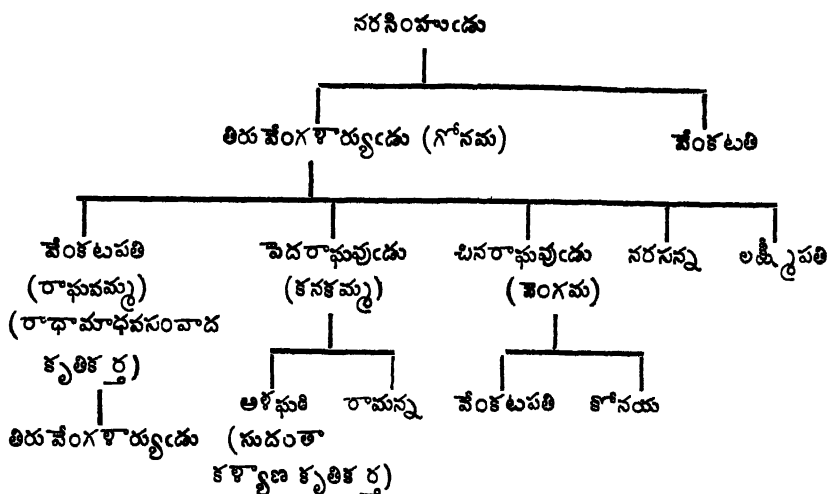 నరసింహుఁడు
తిరువేంగళార్యుఁడు (గోనమ) వేంకటతి
వేంకటపతి పెదరాఘవుఁడు చినరాఘవుఁడు నరసన్న లక్ష్మీపతి
(రాఘవమ్మ) (కనకమ్మ) (వెంగమ)
(రాధామాధవసంవాద
కృతికర్త)
అళఘరి రామన్న వేంకటపతి కోనయ
తిరువేంగళార్యుఁడు (సుదంతా
కళ్యాణ కృతికర్త)